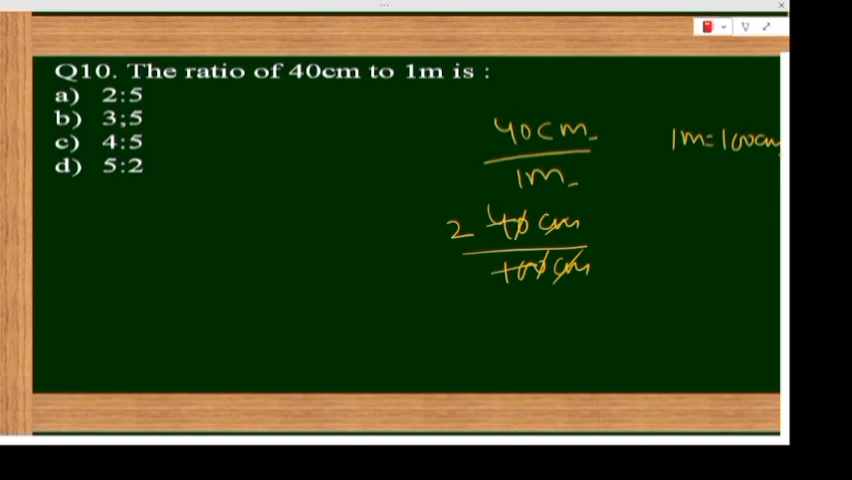 Q10. The ratio of 40cm to 1m is :
a) 2:5
b) 3;5
c) 4:5
d) 5:2
40cm
1m
1m=100cm
2 40 cm
100 cm